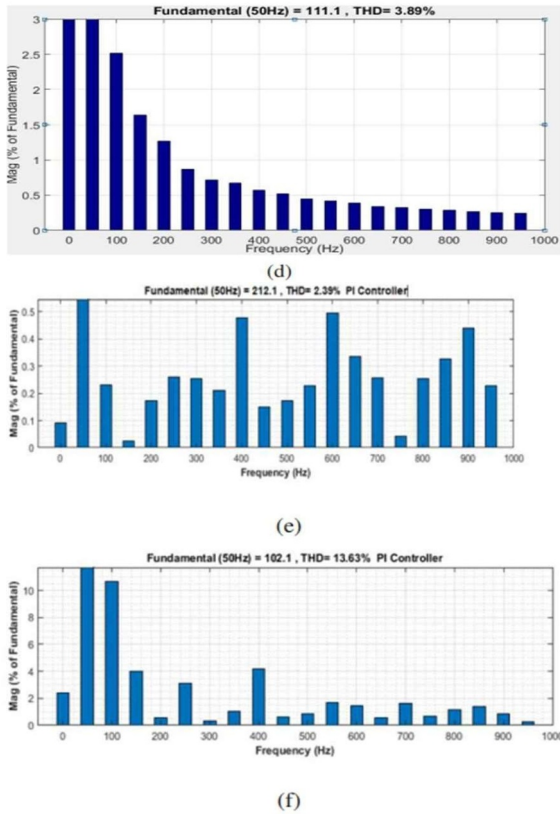 Fundamental (50Hz) = 111.1 , THD= 3.89%
3
2.5
2
1.5
1
0.5
0
Mag (% of Fundamental)
0 100 200 300 400 500 600 700 800 900 1000
Frequency (Hz)
(d)
Fundamental (50Hz) = 212.1 , THD= 2.39% PI Controller
0.5
0.4
0.3
0.2
0.1
0
Mag (% of Fundamental)
0 100 200 300 400 500 600 700 800 900 1000
Frequency (Hz)
(e)
Fundamental (50Hz) = 102.1 , THD= 13.63% PI Controller
10
8
6
4
2
0
Mag (% of Fundamental)
0 100 200 300 400 500 600 700 800 900 1000
Frequency (Hz)
(f)